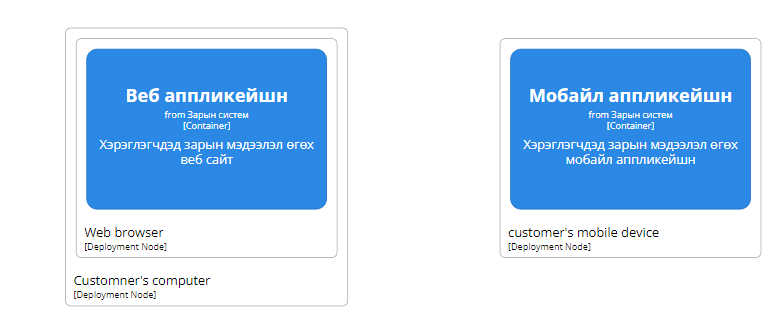 Веб аппликейшн
from Зарын систем
[Container]
Хэрэглэгчдэд зарын мэдээлэл өгөх
веб сайт
Web browser
[Deployment Node]
Customner's computer
[Deployment Node]
Мобайл аппликейшн
from Зарын систем
[Container]
Хэрэглэгчдэд зарын мэдээлэл өгөх
мобайл аппликейшн
customer's mobile device
[Deployment Node]